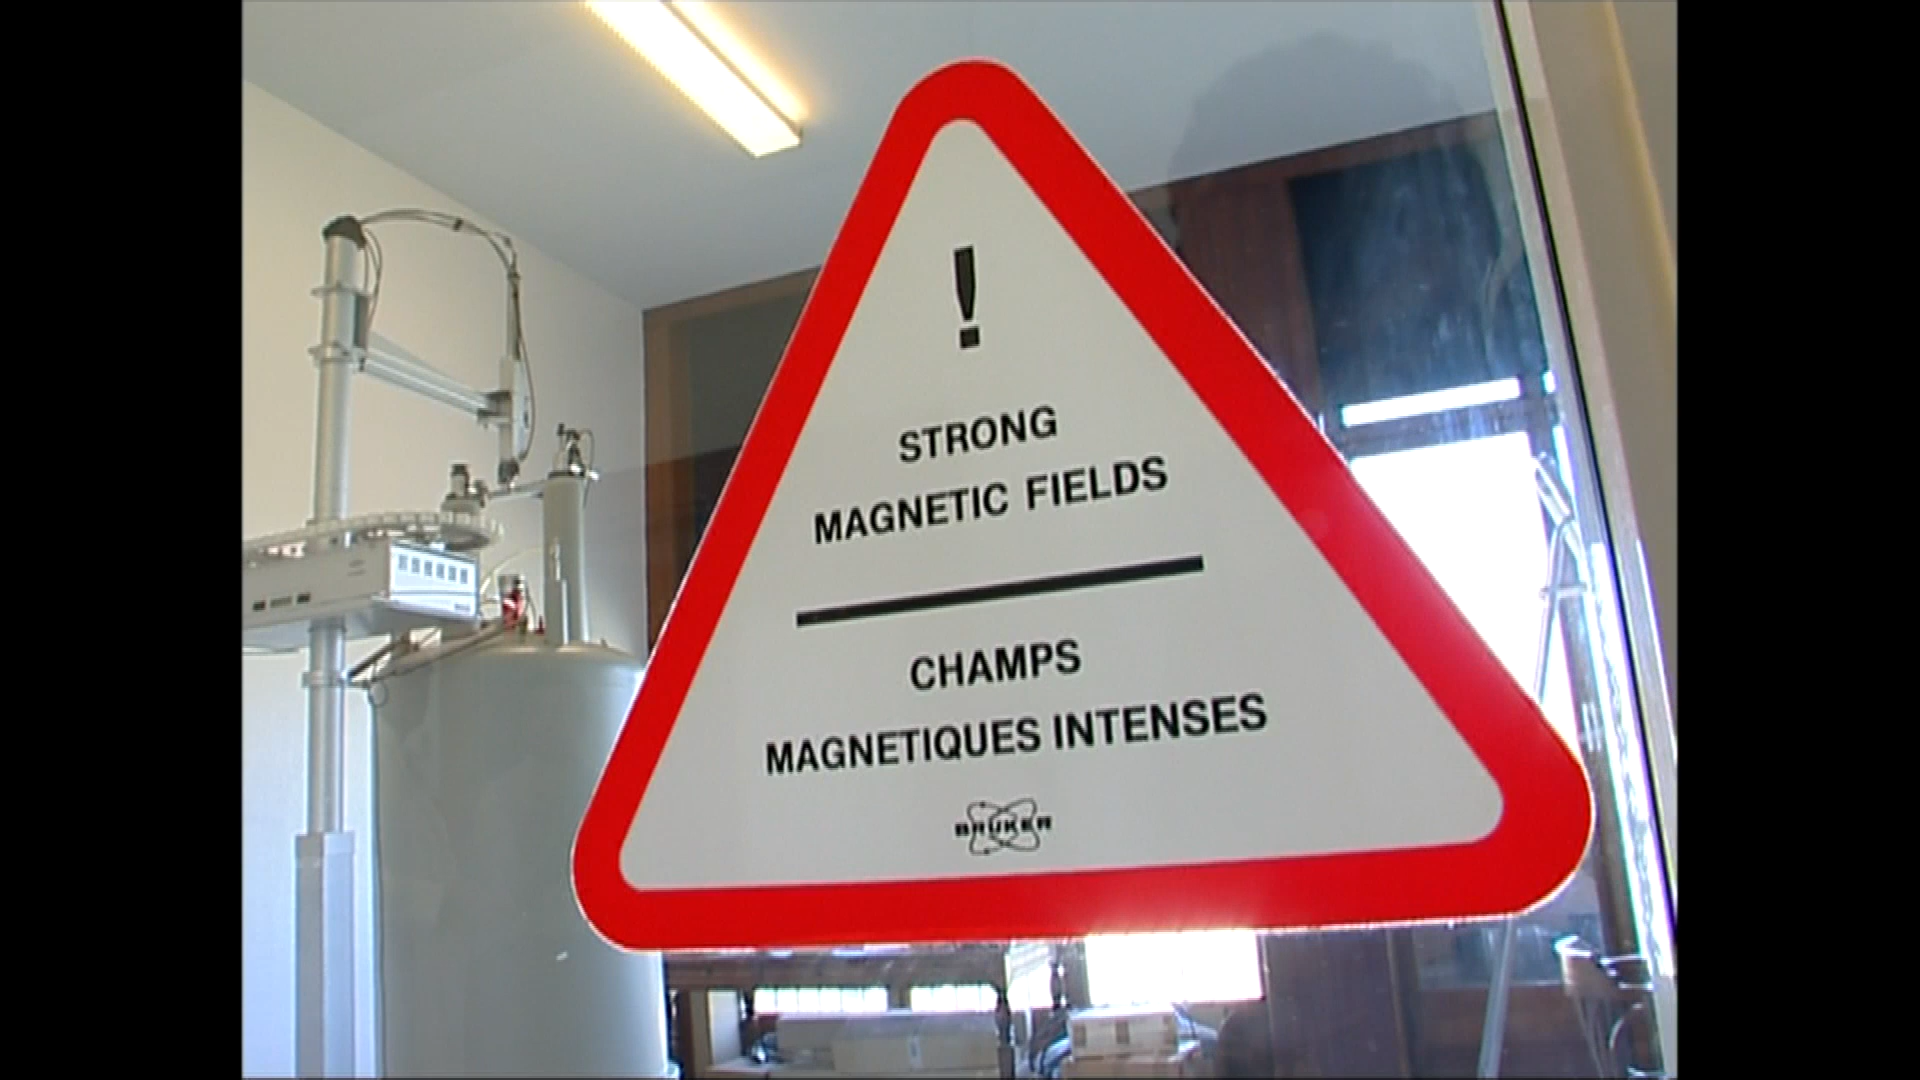 !
STRONG
MAGNETIC FIELDS
CHAMPS
MAGNETIQUES INTENSES
BRUKER